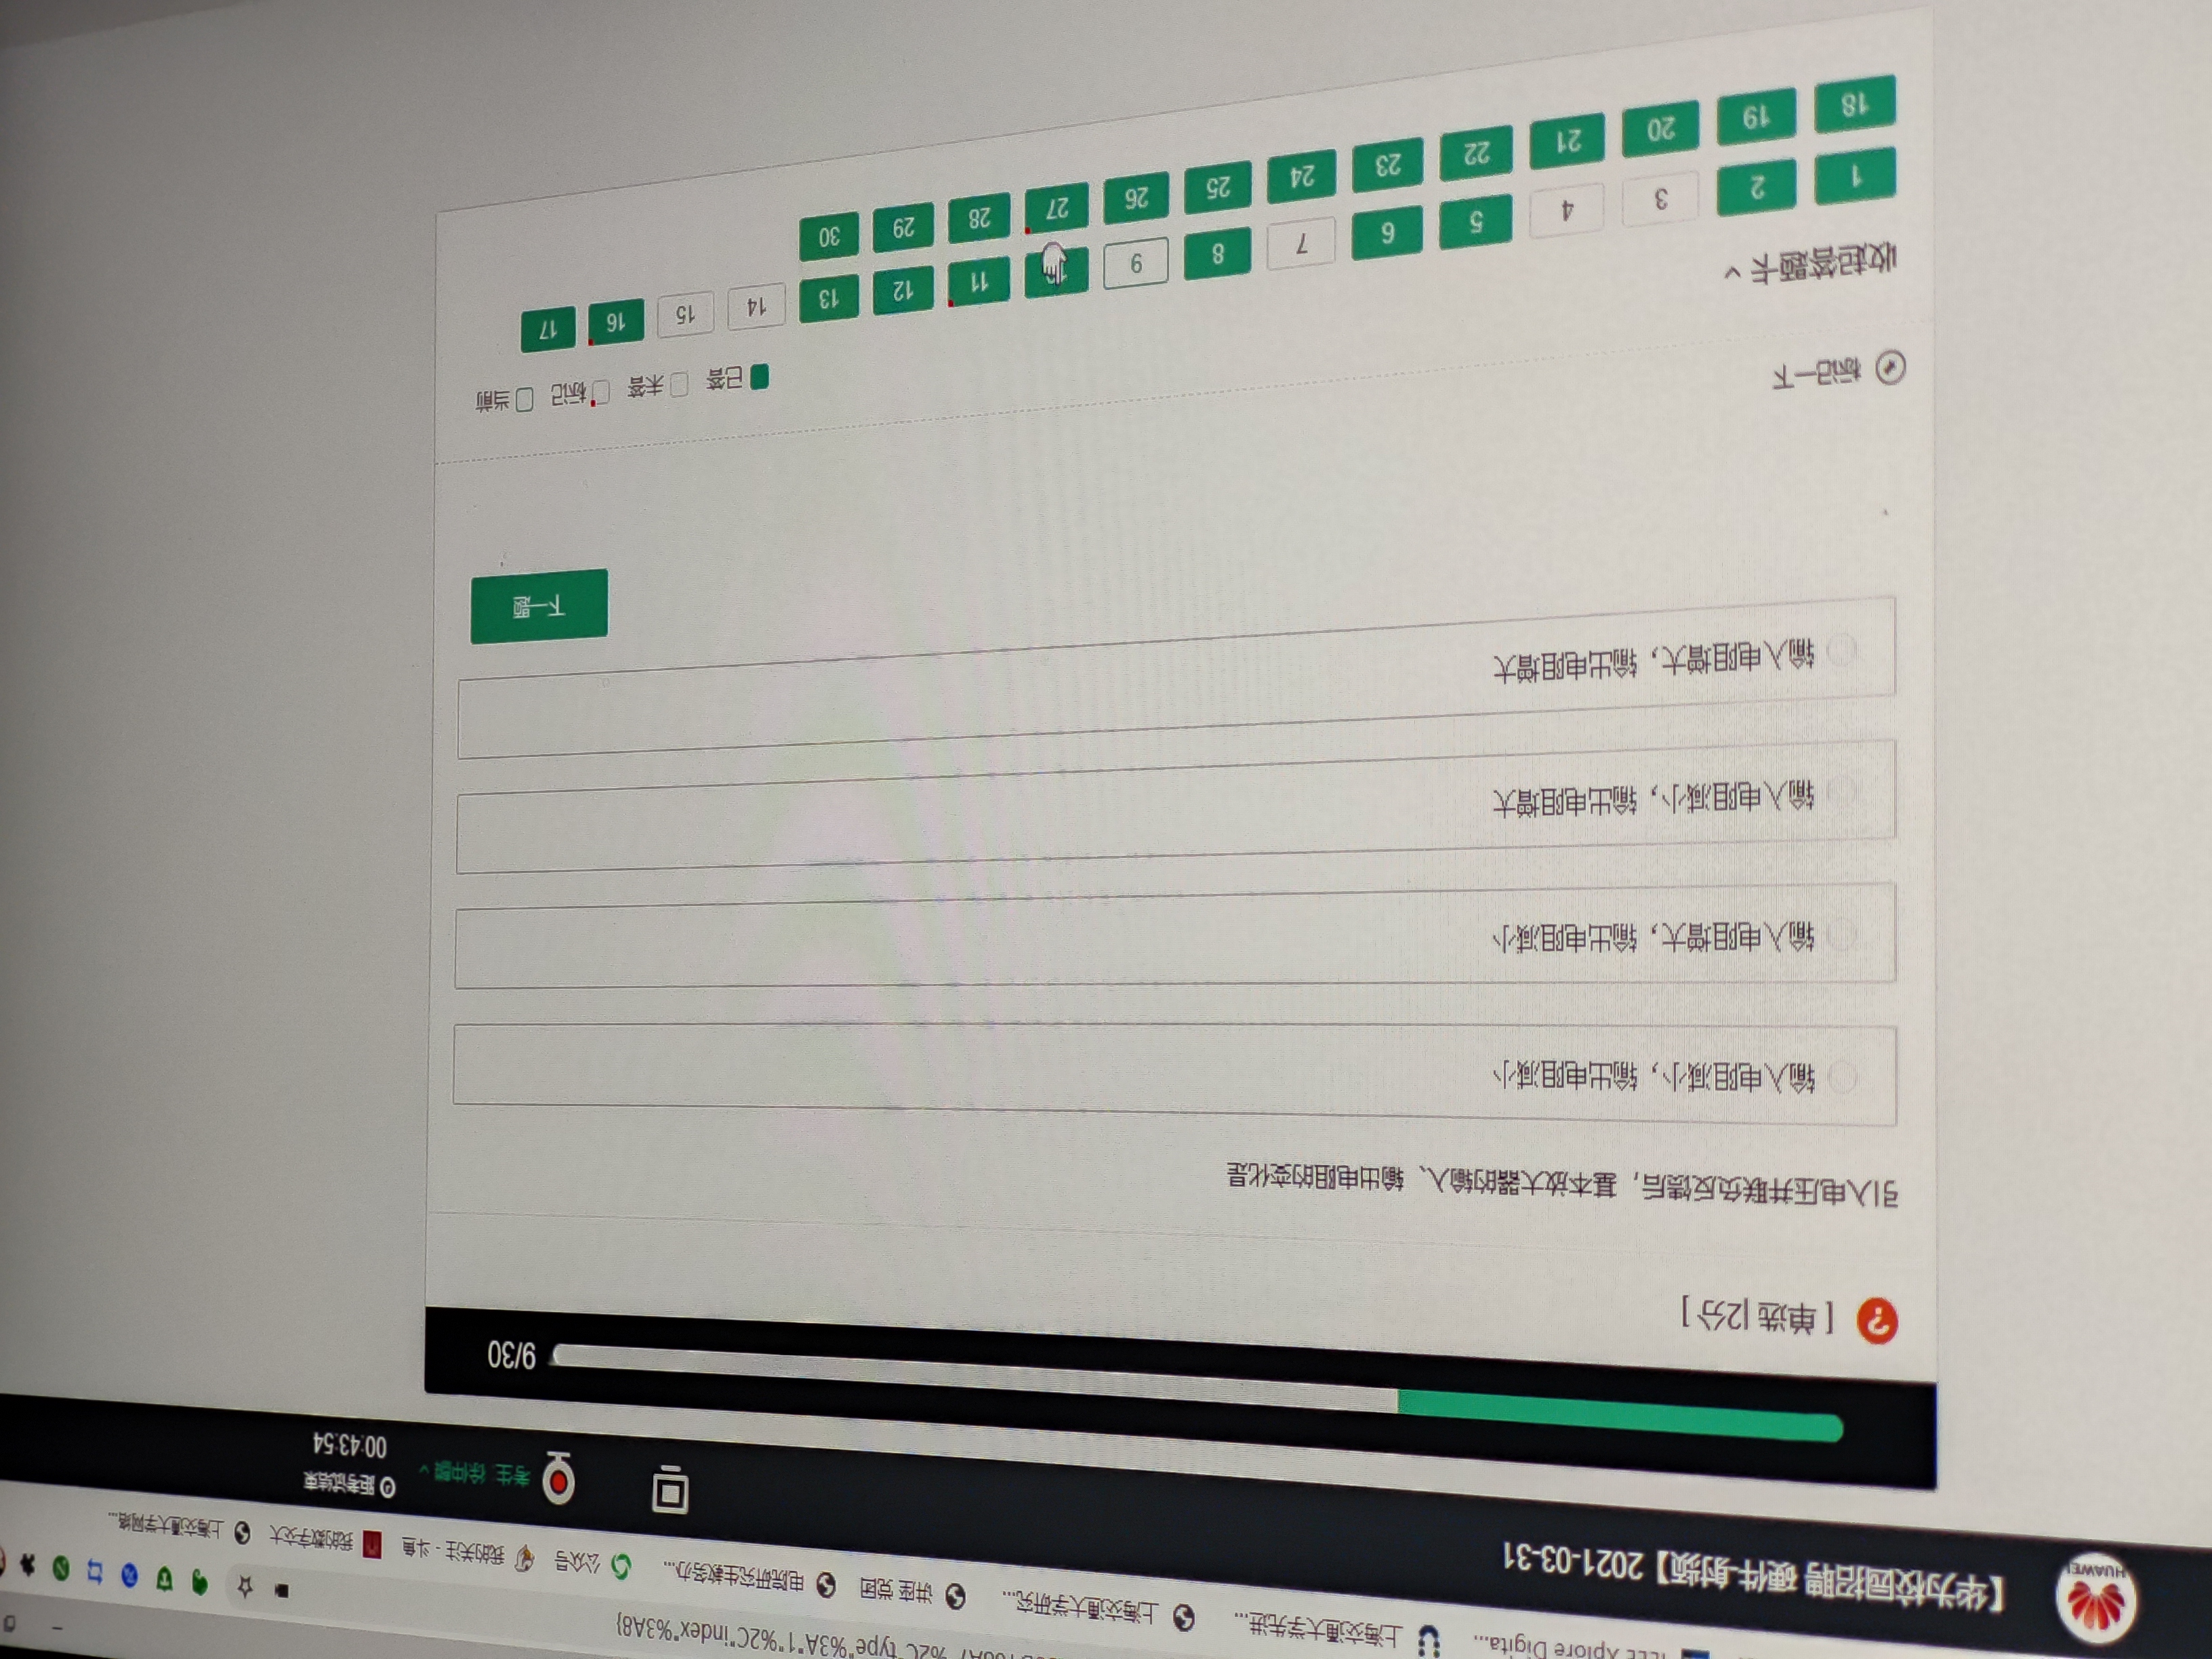 IEEE Xplore Digita...
上海交通大学先进...
上海交通大学研究...
讲座 党团
电院研究生教务办...
公众号
我的关注 - 斗鱼
我的数字交大
上海交通大学网络...
%2C"type"%3A"1"%2C"index"%3A8}
HUAWEI
【华为校园招聘 硬件-射频】2021-03-31
考生 徐仲麟
距考试结束
00:43:54
9/30
? [ 单选 |2分 ]
引入电压并联负反馈后，基本放大器的输入、输出电阻的变化是
输入电阻减小，输出电阻减小
输入电阻增大，输出电阻减小
输入电阻减小，输出电阻增大
输入电阻增大，输出电阻增大
下一题
标记一下
已答 未答 标记 当前
收起答题卡
1 2 3 4 5 6 7 8 9 10 11 12 13 14 15 16 17
18 19 20 21 22 23 24 25 26 27 28 29 30